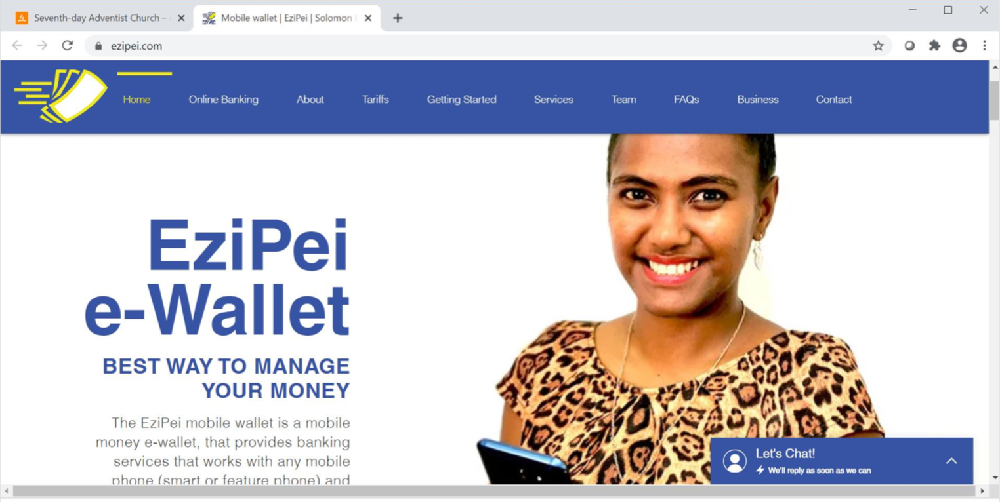 Seventh-day Adventist Church –
Mobile wallet | EziPei | Solomon
ezipei.com
Home Online Banking About Tariffs Getting Started Services Team FAQs Business Contact
EziPei
e-Wallet
BEST WAY TO MANAGE
YOUR MONEY
The EziPei mobile wallet is a mobile
money e-wallet, that provides banking
services that works with any mobile
phone (smart or feature phone) and
Let's Chat!
We'll reply as soon as we can